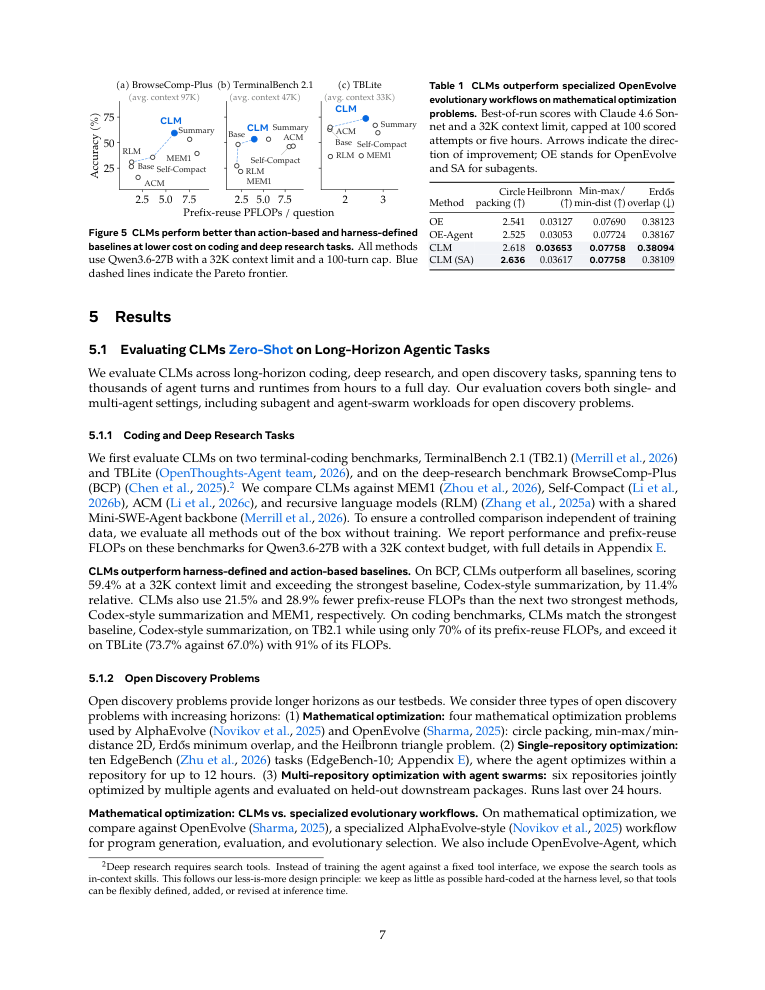 (a) BrowseComp-Plus (b) TerminalBench 2.1 (c) TBLite
(avg. context 97K) (avg. context 47K) (avg. context 33K)
Accuracy (%)
75
50
25
CLM
Summary
RLM
Base
MEM1
Self-Compact
ACM
2.5 5.0 7.5
Base
CLM
Summary
ACM
Self-Compact
RLM
MEM1
2.5 5.0 7.5
CLM
ACM
Summary
Base
Self-Compact
RLM
MEM1
2 3
Prefix-reuse PFLOPs / question
Figure 5 CLMs perform better than action-based and harness-defined
baselines at lower cost on coding and deep research tasks. All methods
use Qwen3.6-27B with a 32K context limit and a 100-turn cap. Blue
dashed lines indicate the Pareto frontier.
Table 1 CLMs outperform specialized OpenEvolve
evolutionary workflows on mathematical optimization
problems. Best-of-run scores with Claude 4.6 Son-
net and a 32K context limit, capped at 100 scored
attempts or five hours. Arrows indicate the direc-
tion of improvement; OE stands for OpenEvolve
and SA for subagents.
Circle Heilbronn Min-max/ Erdős
Method packing (↑) (↑) min-dist (↑) overlap (↓)
OE 2.541 0.03127 0.07690 0.38123
OE-Agent 2.525 0.03053 0.07724 0.38167
CLM 2.618 0.03653 0.07758 0.38094
CLM (SA) 2.636 0.03617 0.07758 0.38109
5 Results
5.1 Evaluating CLMs Zero-Shot on Long-Horizon Agentic Tasks
We evaluate CLMs across long-horizon coding, deep research, and open discovery tasks, spanning tens to
thousands of agent turns and runtimes from hours to a full day. Our evaluation covers both single- and
multi-agent settings, including subagent and agent-swarm workloads for open discovery problems.
5.1.1 Coding and Deep Research Tasks
We first evaluate CLMs on two terminal-coding benchmarks, TerminalBench 2.1 (TB2.1) (Merrill et al., 2026)
and TBLite (OpenThoughts-Agent team, 2026), and on the deep-research benchmark BrowseComp-Plus
(BCP) (Chen et al., 2025).2 We compare CLMs against MEM1 (Zhou et al., 2026), Self-Compact (Li et al.,
2026b), ACM (Li et al., 2026c), and recursive language models (RLM) (Zhang et al., 2025a) with a shared
Mini-SWE-Agent backbone (Merrill et al., 2026). To ensure a controlled comparison independent of training
data, we evaluate all methods out of the box without training. We report performance and prefix-reuse
FLOPs on these benchmarks for Qwen3.6-27B with a 32K context budget, with full details in Appendix E.
CLMs outperform harness-defined and action-based baselines. On BCP, CLMs outperform all baselines, scoring
59.4% at a 32K context limit and exceeding the strongest baseline, Codex-style summarization, by 11.4%
relative. CLMs also use 21.5% and 28.9% fewer prefix-reuse FLOPs than the next two strongest methods,
Codex-style summarization and MEM1, respectively. On coding benchmarks, CLMs match the strongest
baseline, Codex-style summarization, on TB2.1 while using only 70% of its prefix-reuse FLOPs, and exceed it
on TBLite (73.7% against 67.0%) with 91% of its FLOPs.
5.1.2 Open Discovery Problems
Open discovery problems provide longer horizons as our testbeds. We consider three types of open discovery
problems with increasing horizons: (1) Mathematical optimization: four mathematical optimization problems
used by AlphaEvolve (Novikov et al., 2025) and OpenEvolve (Sharma, 2025): circle packing, min-max/min-
distance 2D, Erdős minimum overlap, and the Heilbronn triangle problem. (2) Single-repository optimization:
ten EdgeBench (Zhu et al., 2026) tasks (EdgeBench-10; Appendix E), where the agent optimizes within a
repository for up to 12 hours. (3) Multi-repository optimization with agent swarms: six repositories jointly
optimized by multiple agents and evaluated on held-out downstream packages. Runs last over 24 hours.
Mathematical optimization: CLMs vs. specialized evolutionary workflows. On mathematical optimization, we
compare against OpenEvolve (Sharma, 2025), a specialized AlphaEvolve-style (Novikov et al., 2025) workflow
for program generation, evaluation, and evolutionary selection. We also include OpenEvolve-Agent, which
2Deep research requires search tools. Instead of training the agent against a fixed tool interface, we expose the search tools as
in-context skills. This follows our less-is-more design principle: we keep as little as possible hard-coded at the harness level, so that tools
can be flexibly defined, added, or revised at inference time.
7